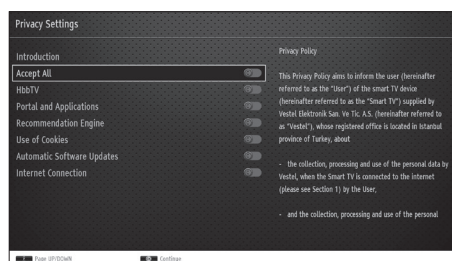 Privacy Settings
Introduction
Accept All
HbbTV
Portal and Applications
Recommendation Engine
Use of Cookies
Automatic Software Updates
Internet Connection
Privacy Policy
This Privacy Policy aims to inform the user (hereinafter
referred to as the "User") of the smart TV device
(hereinafter referred to as the "Smart TV") supplied by
Vestel Elektronik San. Ve Tic. A.S. (hereinafter referred to
as "Vestel"), whose registered office is located in Istanbul
province of Turkey, about
- the collection, processing and use of the personal data by
Vestel, when the Smart TV is connected to the internet
(please see Section 1) by the User,
- and the collection, processing and use of the personal
Page UP/DOWN
Continue